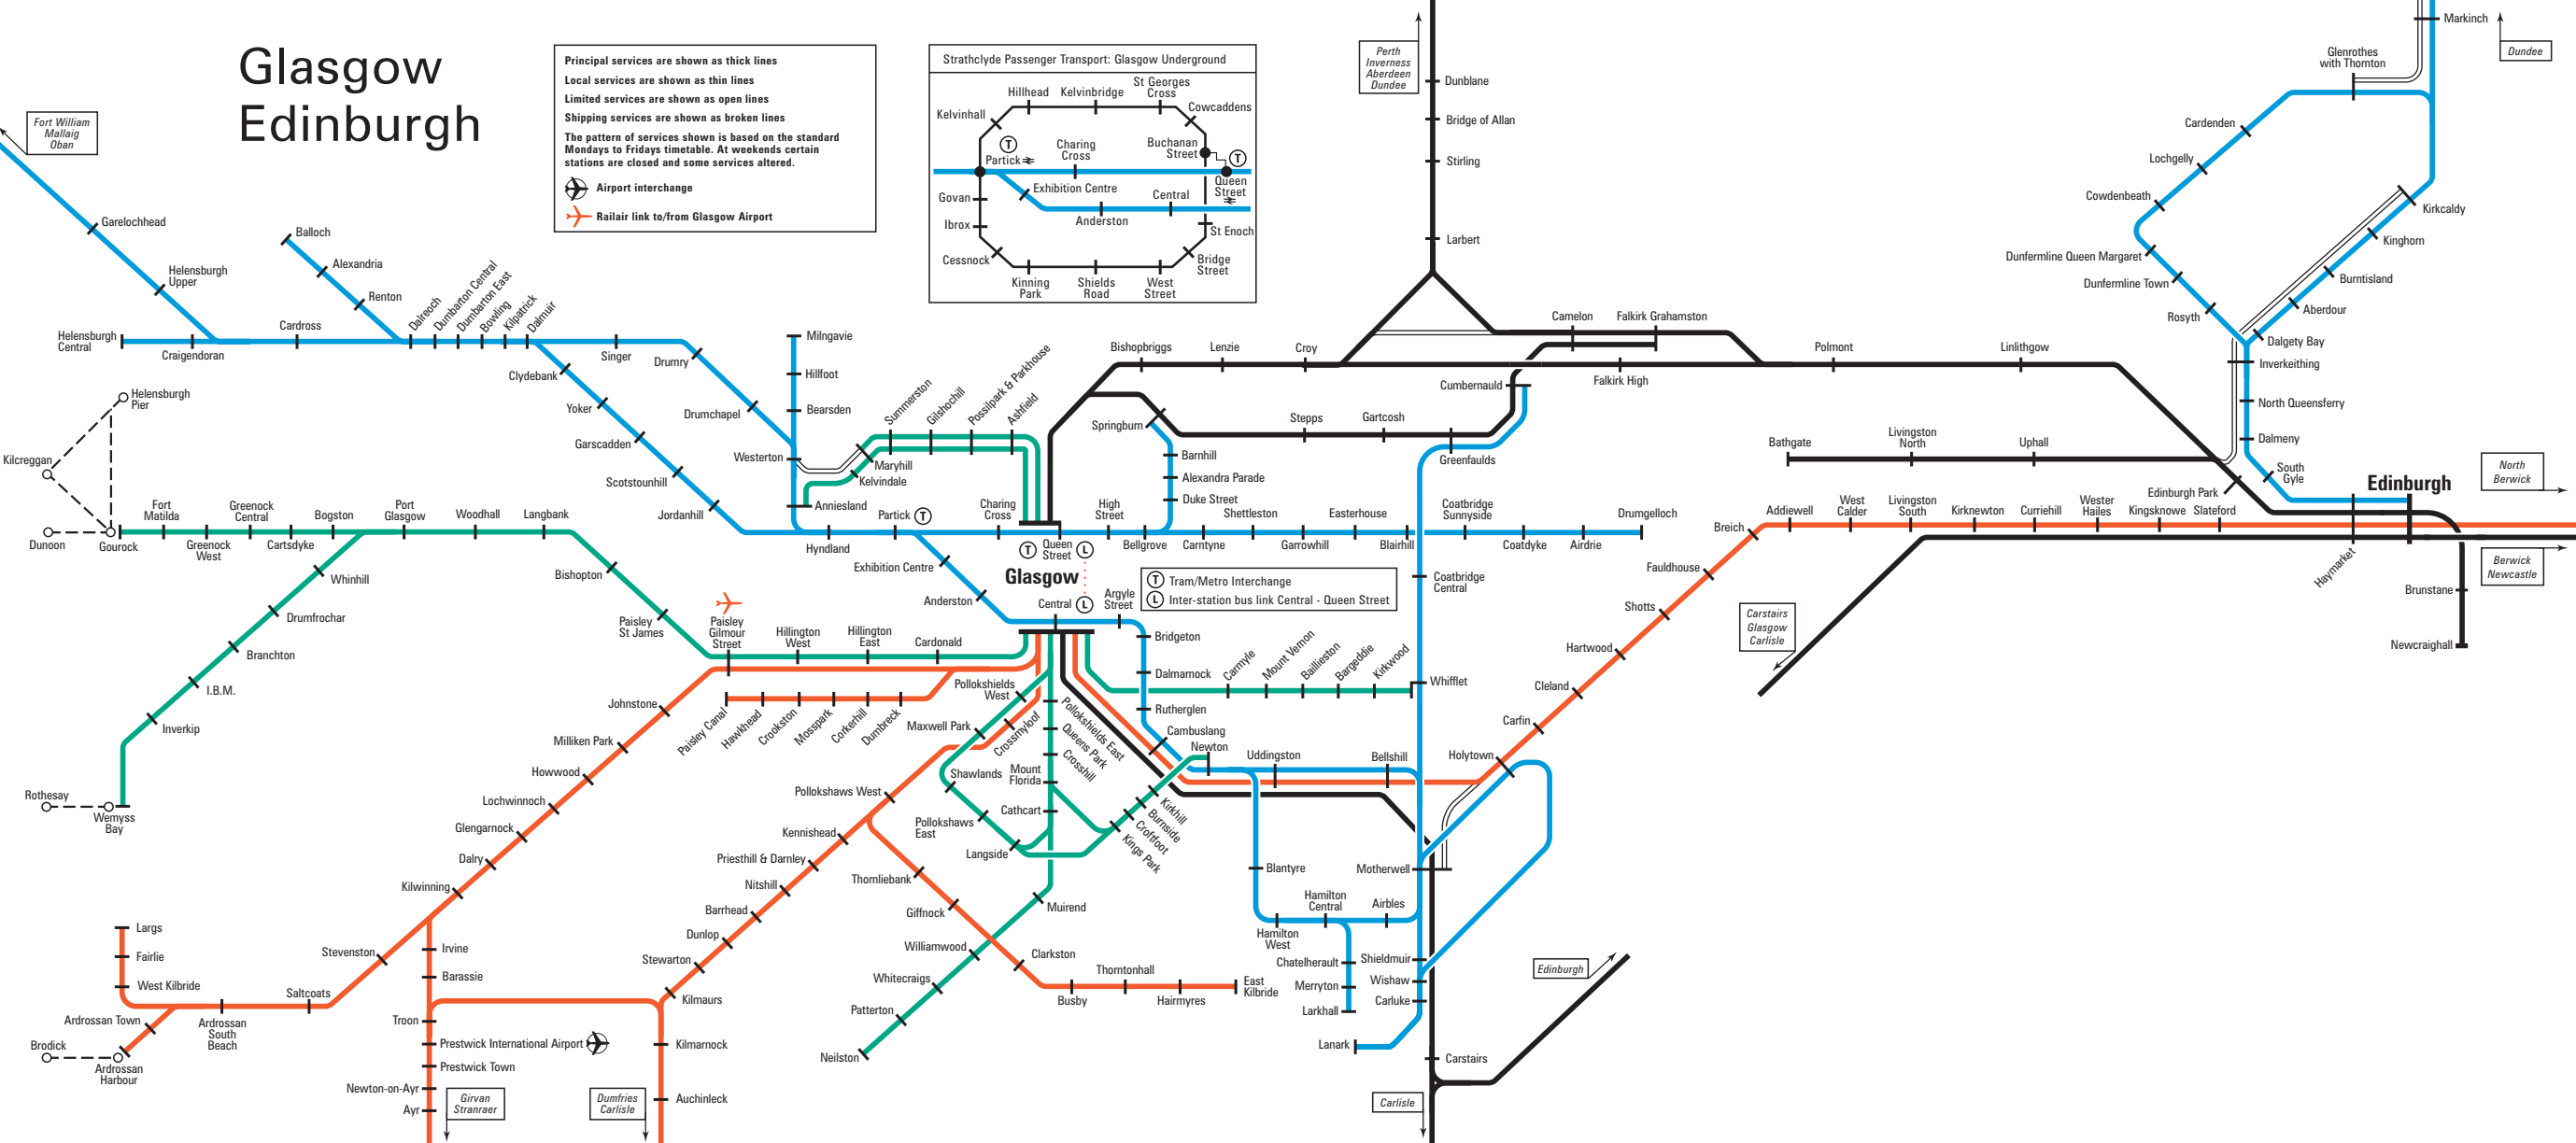 Glasgow
Edinburgh
Principal services are shown as thick lines
Local services are shown as thin lines
Limited services are shown as open lines
Shipping services are shown as broken lines
The pattern of services shown is based on the standard
Mondays to Fridays timetable. At weekends certain
stations are closed and some services altered.
Airport interchange
Railair link to/from Glasgow Airport
Strathclyde Passenger Transport: Glasgow Underground
Hillhead
Kelvinbridge
St Georges
Cross
Cowcaddens
Kelvinhall
T
Partick
Charing
Cross
Buchanan
Street
T
Queen
Street
Exhibition Centre
Central
Anderston
Govan
Ibrox
St Enoch
Cessnock
Bridge
Street
Kinning
Park
Shields
Road
West
Street
Perth
Inverness
Aberdeen
Dundee
Dunblane
Bridge of Allan
Stirling
Larbert
Markinch
Dundee
Glenrothes
with Thornton
Cardenden
Lochgelly
Cowdenbeath
Dunfermline Queen Margaret
Dunfermline Town
Rosyth
Kirkcaldy
Kinghorn
Burntisland
Aberdour
Dalgety Bay
Inverkeithing
North Queensferry
Dalmeny
South
Gyle
Fort William
Mallaig
Oban
Garelochhead
Helensburgh
Upper
Balloch
Alexandria
Renton
Helensburgh
Central
Craigendoran
Cardross
Dalreoch
Dumbarton Central
Dumbarton East
Bowling
Kilpatrick
Dalmuir
Singer
Drumry
Drumchapel
Clydebank
Yoker
Garscadden
Scotstounhill
Jordanhill
Milngavie
Hillfoot
Bearsden
Westerton
Anniesland
Summerston
Gilshochill
Possilpark & Parkhouse
Ashfield
Maryhill
Kelvindale
Hyndland
Partick
T
Exhibition Centre
Anderston
Charing
Cross
T
Queen
Street
L
Glasgow
Central
L
Argyle
Street
T
Tram/Metro Interchange
L
Inter-station bus link Central - Queen Street
High
Street
Bellgrove
Carntyne
Shettleston
Garrowhill
Easterhouse
Blairhill
Coatbridge
Sunnyside
Coatdyke
Airdrie
Drumgelloch
Springburn
Barnhill
Alexandra Parade
Duke Street
Bishopbriggs
Lenzie
Croy
Stepps
Gartcosh
Greenfaulds
Cumbernauld
Camelon
Falkirk Grahamston
Falkirk High
Polmont
Linlithgow
Bathgate
Livingston
North
Uphall
Edinburgh Park
Edinburgh
Haymarket
North
Berwick
Berwick
Newcastle
Brunstane
Newcraighall
Carstairs
Glasgow
Carlisle
Breich
Addiewell
West
Calder
Livingston
South
Kirknewton
Curriehill
Wester
Hailes
Kingsknowe
Slateford
Fauldhouse
Shotts
Hartwood
Cleland
Carfin
Holytown
Helensburgh
Pier
Kilcreggan
Dunoon
Gourock
Fort
Matilda
Greenock
West
Greenock
Central
Cartsdyke
Bogston
Port
Glasgow
Woodhall
Langbank
Bishopton
Paisley
St James
Paisley
Gilmour
Street
Hillington
West
Hillington
East
Cardonald
Whinhill
Drumfrochar
Branchton
I.B.M.
Inverkip
Rothesay
Wemyss
Bay
Johnstone
Milliken Park
Howwood
Lochwinnoch
Glengarnock
Dalry
Kilwinning
Stevenston
Saltcoats
Ardrossan
South
Beach
Largs
Fairlie
West Kilbride
Ardrossan Town
Brodick
Ardrossan
Harbour
Irvine
Barassie
Troon
Prestwick International Airport
Prestwick Town
Newton-on-Ayr
Ayr
Girvan
Stranraer
Dumfries
Carlisle
Paisley Canal
Hawkhead
Crookston
Mosspark
Corkerhill
Dumbreck
Pollokshields
West
Maxwell Park
Crossmyloof
Shawlands
Pollokshaws West
Pollokshaws
East
Langside
Kennishead
Priesthill & Darnley
Nitshill
Barrhead
Dunlop
Stewarton
Kilmaurs
Kilmarnock
Auchinleck
Thornliebank
Giffnock
Clarkston
Busby
Thorntonhall
Hairmyres
East
Kilbride
Pollokshields East
Queens Park
Crosshill
Mount
Florida
Cathcart
Muirend
Williamwood
Whitecraigs
Patterton
Neilston
Kirkhill
Burnside
Croftfoot
Kings Park
Bridgeton
Dalmarnock
Rutherglen
Cambuslang
Newton
Carmyle
Mount Vernon
Baillieston
Bargeddie
Kirkwood
Coatbridge
Central
Whifflet
Uddingston
Bellshill
Blantyre
Hamilton
West
Hamilton
Central
Airbles
Motherwell
Chatelherault
Merryton
Larkhall
Shieldmuir
Wishaw
Carluke
Lanark
Carstairs
Carlisle
Edinburgh